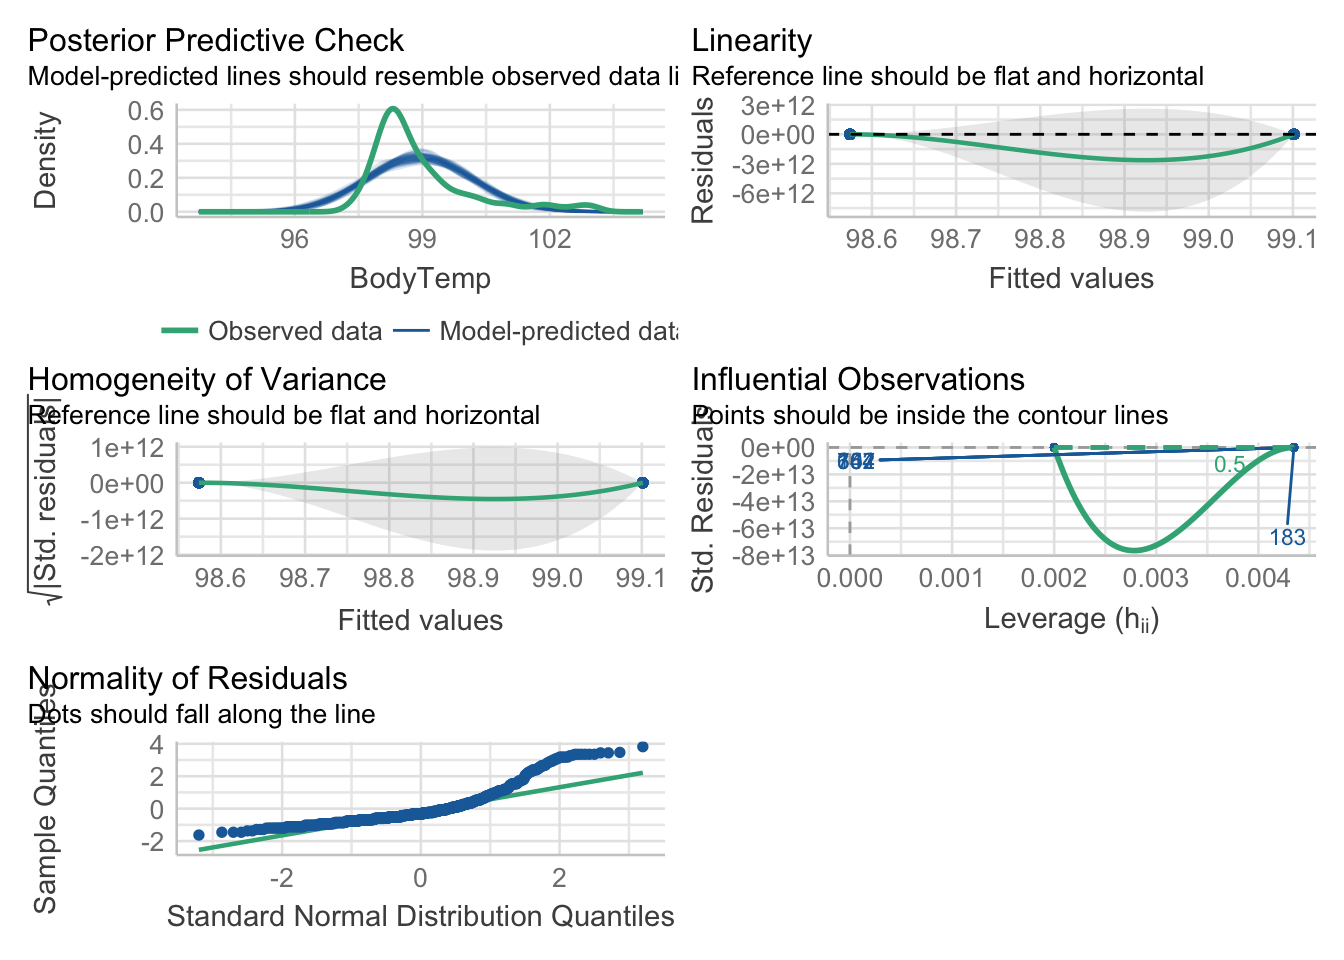 Posterior Predictive Check
Model-predicted lines should resemble observed data li
Density
0.6
0.4
0.2
0.0
96 99 102
BodyTemp
Observed data Model-predicted data
Linearity
Reference line should be flat and horizontal
Residuals
3e+12
0e+00
-3e+12
-6e+12
98.6 98.7 98.8 98.9 99.0 99.1
Fitted values
Homogeneity of Variance
Reference line should be flat and horizontal
√|Std. residuals|
1e+12
0e+00
-1e+12
-2e+12
98.6 98.7 98.8 98.9 99.0 99.1
Fitted values
Influential Observations
Points should be inside the contour lines
Std. Residuals
0e+00
-2e+13
-4e+13
-6e+13
-8e+13
0.5
183
0.000 0.001 0.002 0.003 0.004
Leverage (hii)
Normality of Residuals
Dots should fall along the line
Sample Quantiles
4
2
0
-2
-2 0 2
Standard Normal Distribution Quantiles